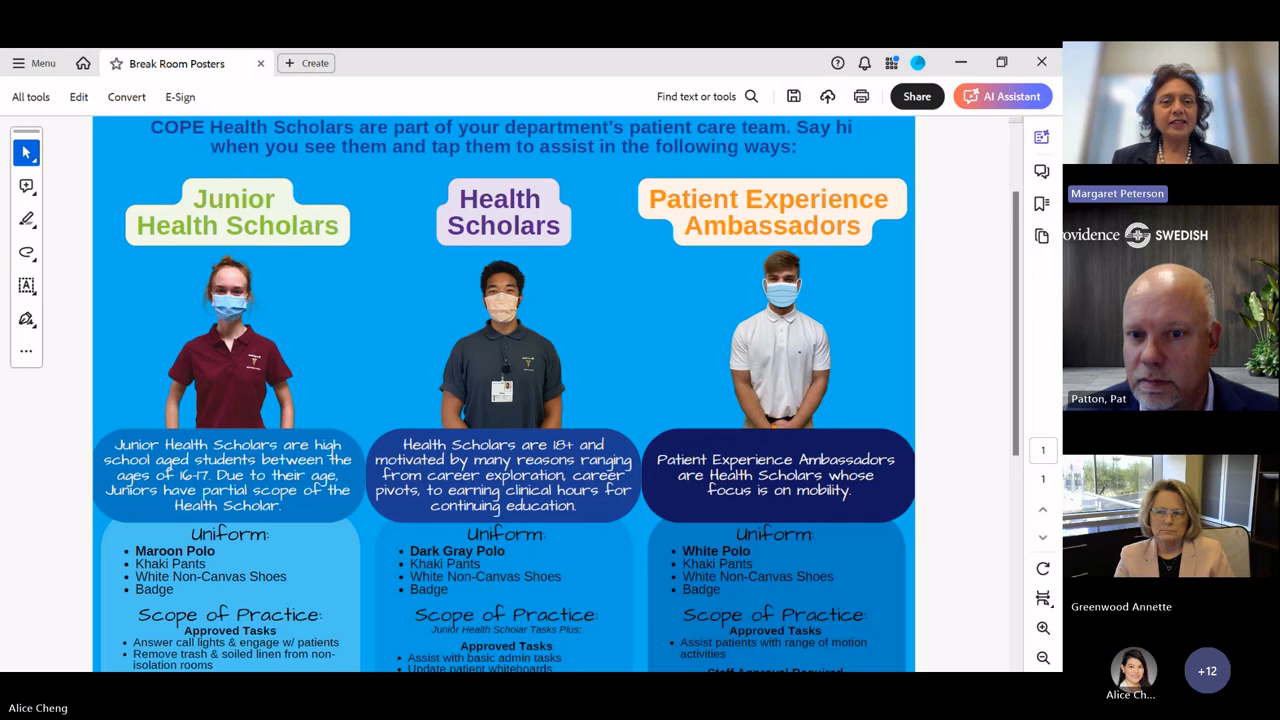 Menu
Break Room Posters
Create
All tools
Edit
Convert
E-Sign
Find text or tools
Share
AI Assistant
COPE Health Scholars are part of your department's patient care team. Say hi
when you see them and tap them to assist in the following ways:
Junior
Health Scholars
Junior Health Scholars are high
school aged students between the
ages of 16-17. Due to their age,
Juniors have partial scope of the
Health Scholar.
Uniform:
• Maroon Polo
• Khaki Pants
• White Non-Canvas Shoes
• Badge
Scope of Practice:
Approved Tasks
• Answer call lights & engage w/ patients
• Remove trash & soiled linen from non-
isolation rooms
Health
Scholars
Health Scholars are 18+ and
motivated by many reasons ranging
from career exploration, career
pivots, to earning clinical hours for
continuing education.
Uniform:
• Dark Gray Polo
• Khaki Pants
• White Non-Canvas Shoes
• Badge
Scope of Practice:
Junior Health Scholar Tasks Plus:
Approved Tasks
• Assist with basic admin tasks
• Update patient whiteboards
Patient Experience
Ambassadors
Patient Experience Ambassadors
are Health Scholars whose
focus is on mobility.
Uniform:
• White Polo
• Khaki Pants
• White Non-Canvas Shoes
• Badge
Scope of Practice:
Approved Tasks
• Assist patients with range of motion
activities
Staff Approval Required
1
1
Margaret Peterson
ovidence SWEDISH
Patton, Pat
Greenwood Annette
Alice Ch...
+12
Alice Cheng